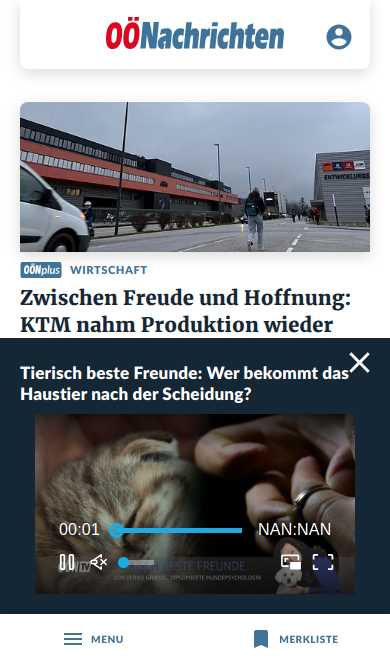 OÖNachrichten
ENTWICKLUNG
OÖNplus WIRTSCHAFT
Zwischen Freude und Hoffnung:
KTM nahm Produktion wieder
Tierisch beste Freunde: Wer bekommt das
Haustier nach der Scheidung?
00:01
NAN:NAN
BESTE FREUNDE
MENU
MERKLISTE